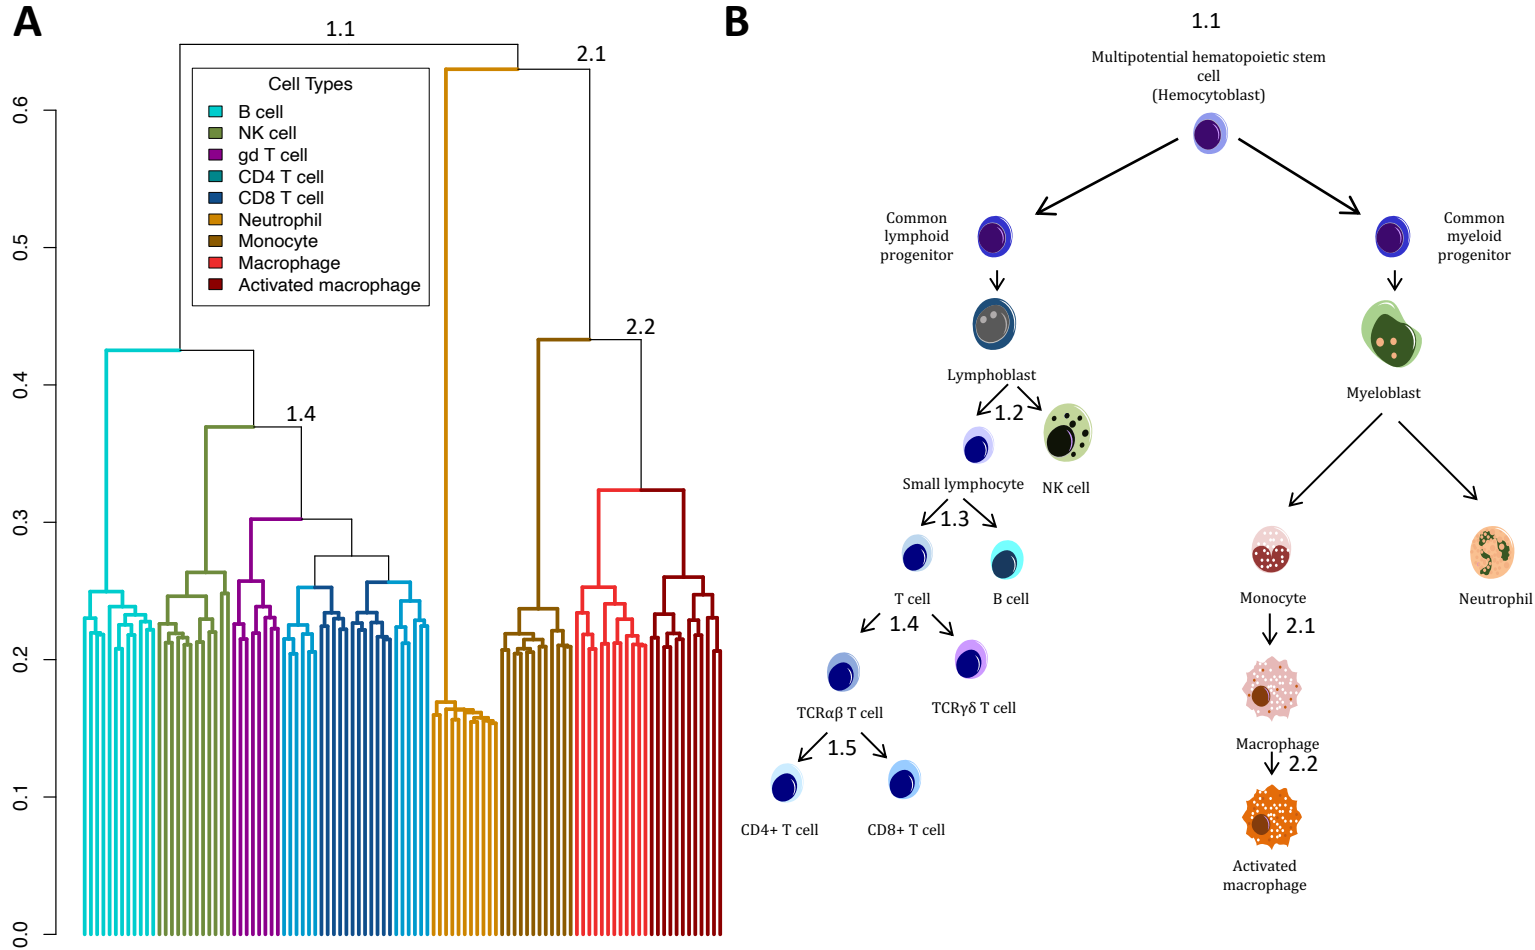 A
1.1
2.1
Cell Types
B cell
NK cell
gd T cell
CD4 T cell
CD8 T cell
Neutrophil
Monocyte
Macrophage
Activated macrophage
2.2
1.4
0.6
0.5
0.4
0.3
0.2
0.1
0.0
B
1.1
Multipotential hematopoietic stem
cell
(Hemocytoblast)
Common
lymphoid
progenitor
Common
myeloid
progenitor
Lymphoblast
Myeloblast
1.2
Small lymphocyte
NK cell
1.3
T cell
B cell
Monocyte
Neutrophil
1.4
2.1
TCRαβ T cell
TCRγδ T cell
1.5
Macrophage
2.2
CD4+ T cell
CD8+ T cell
Activated
macrophage